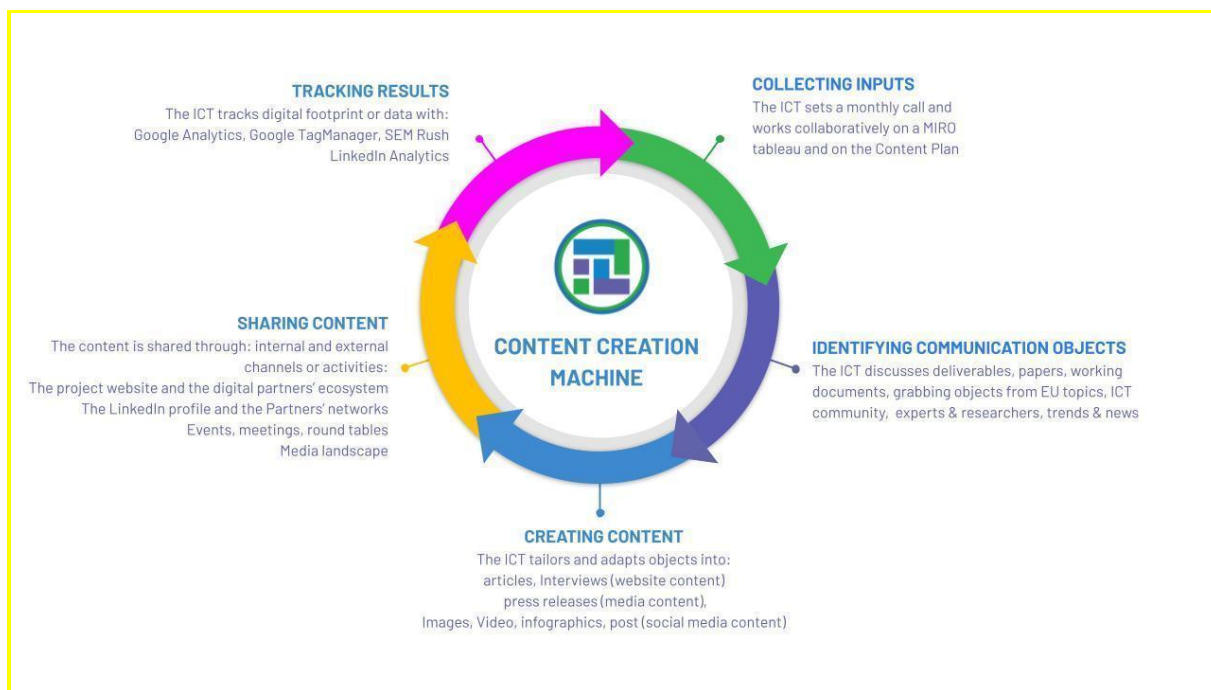 TRACKING RESULTS
The ICT tracks digital footprint or data with:
Google Analytics, Google TagManager, SEM Rush
LinkedIn Analytics
COLLECTING INPUTS
The ICT sets a monthly call and
works collaboratively on a MIRO
tableau and on the Content Plan
CONTENT CREATION
MACHINE
SHARING CONTENT
The content is shared through: internal and external
channels or activities:
The project website and the digital partners’ ecosystem
The LinkedIn profile and the Partners’ networks
Events, meetings, round tables
Media landscape
IDENTIFYING COMMUNICATION OBJECTS
The ICT discusses deliverables, papers, working
documents, grabbing objects from EU topics, ICT
community, experts & researchers, trends & news
CREATING CONTENT
The ICT tailors and adapts objects into:
articles, Interviews (website content)
press releases (media content),
Images, Video, infographics, post (social media content)